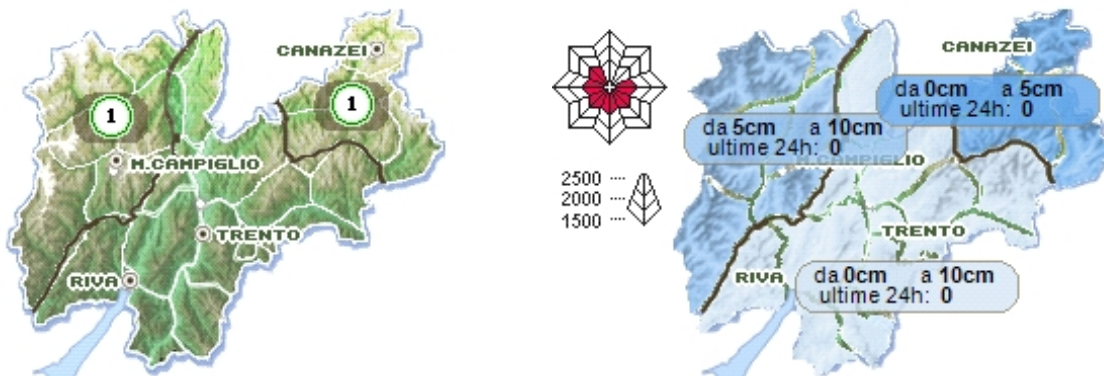 CANAZEI
1
1
M.CAMPIGLIO
TRENTO
RIVA
2500
2000
1500
CANAZEI
da 0cm a 5cm
ultime 24h: 0
da 5cm a 10cm
ultime 24h: 0
M.CAMPIGLIO
TRENTO
RIVA
da 0cm a 10cm
ultime 24h: 0